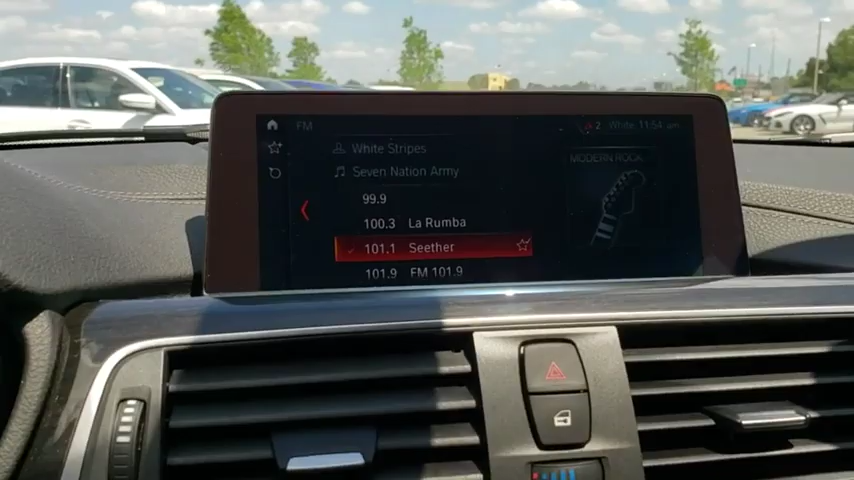 FM
2 White 11:54 am
White Stripes
Seven Nation Army
MODERN ROCK
99.9
100.3 La Rumba
101.1 Seether
101.9 FM 101.9